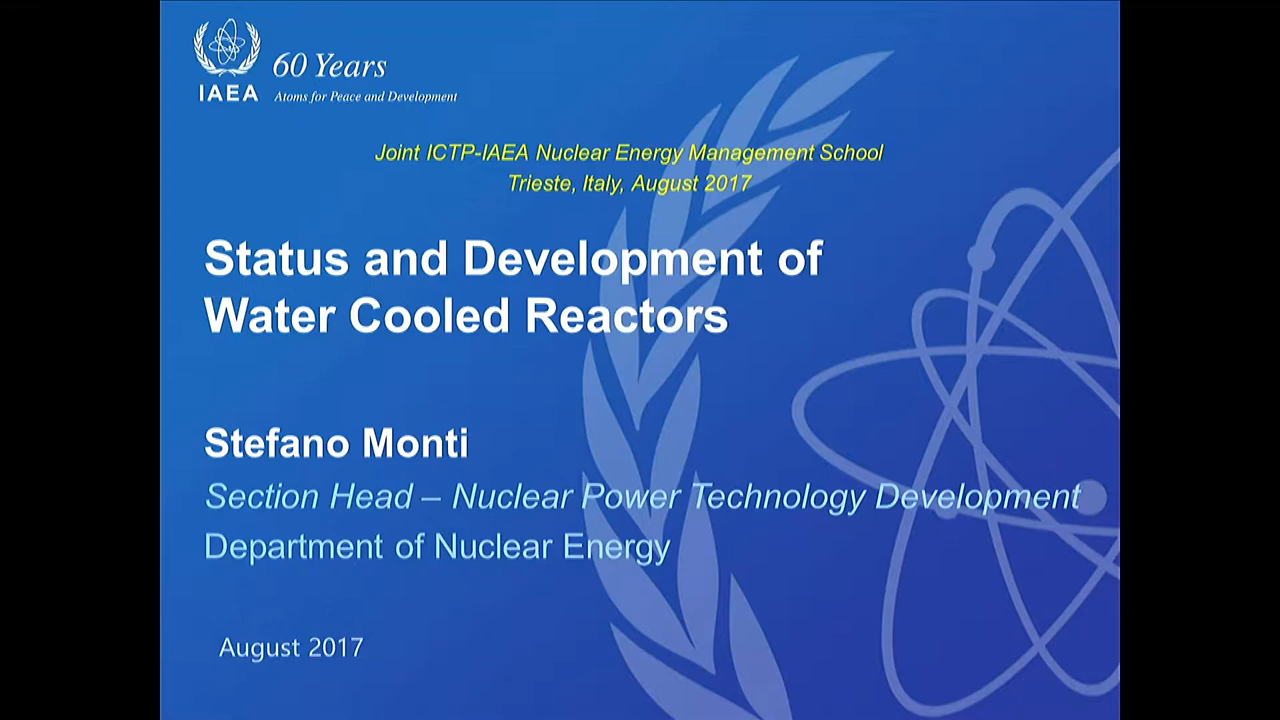 60 Years
IAEA
Atoms for Peace and Development
Joint ICTP-IAEA Nuclear Energy Management School
Trieste, Italy, August 2017
Status and Development of
Water Cooled Reactors
Stefano Monti
Section Head – Nuclear Power Technology Development
Department of Nuclear Energy
August 2017